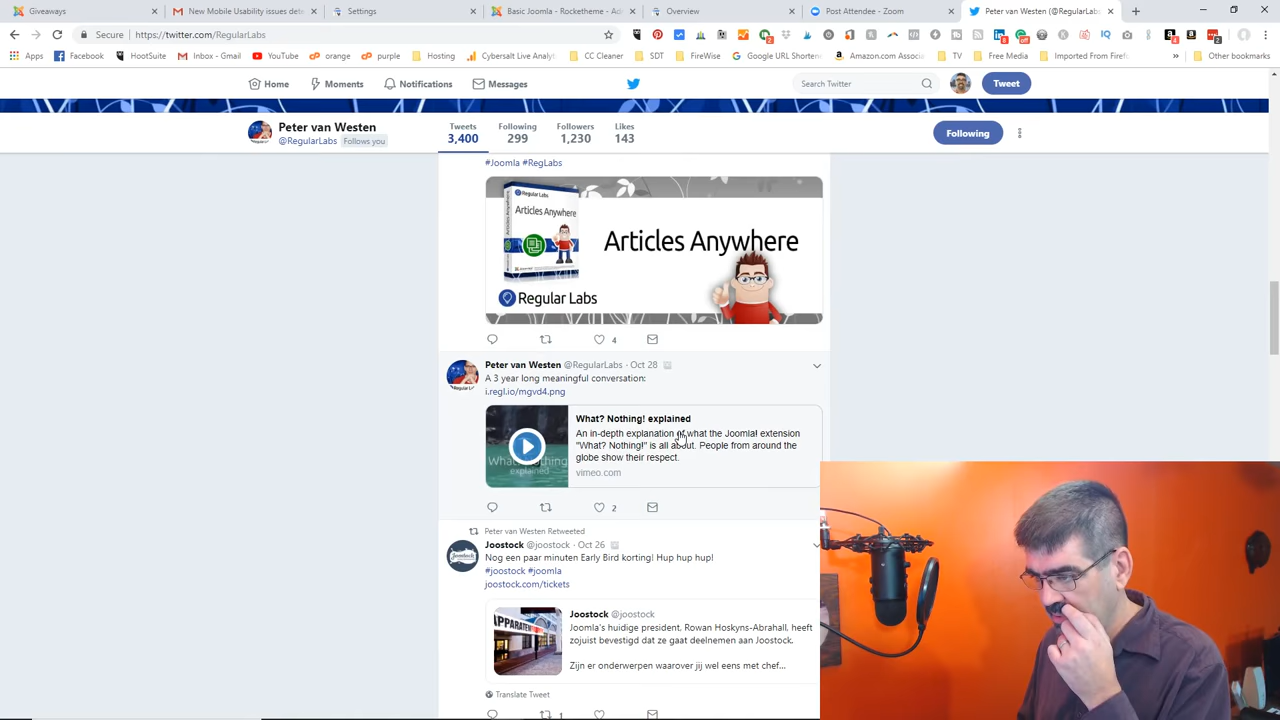 Giveaways
New Mobile Usability issues det
Settings
Basic Joomla - Rocketheme - Ad
Overview
Post Attendee - Zoom
Peter van Westen (@RegularLabs
Secure https://twitter.com/RegularLabs
Apps
Facebook
HootSuite
Inbox - Gmail
YouTube
orange
purple
Hosting
Cybersalt Live Analyt
CC Cleaner
SDT
FireWise
Google URL Shorten
Amazon.com Associa
TV
Free Media
Imported From Firef
Other bookmarks
Home
Moments
Notifications
Messages
Search Twitter
Tweet
Peter van Westen
@RegularLabs Follows you
Tweets
3,400
Following
299
Followers
1,230
Likes
143
Following
#Joomla #RegLabs
Regular Labs
Articles Anywhere
Articles Anywhere
Regular Labs
4
Peter van Westen @RegularLabs · Oct 28
A 3 year long meaningful conversation:
i.regl.io/mgvd4.png
What? Nothing
explained
What? Nothing! explained
An in-depth explanation of what the Joomla! extension
"What? Nothing!" is all about. People from around the
globe show their respect.
vimeo.com
2
Peter van Westen Retweeted
Joostock @joostock · Oct 26
Nog een paar minuten Early Bird korting! Hup hup hup!
#joostock #joomla
joostock.com/tickets
Joostock @joostock
Joomla's huidige president, Rowan Hoskyns-Abrahall, heeft
zojuist bevestigd dat ze gaat deelnemen aan Joostock.
Zijn er onderwerpen waarover jij wel eens met chef...
Translate Tweet
1